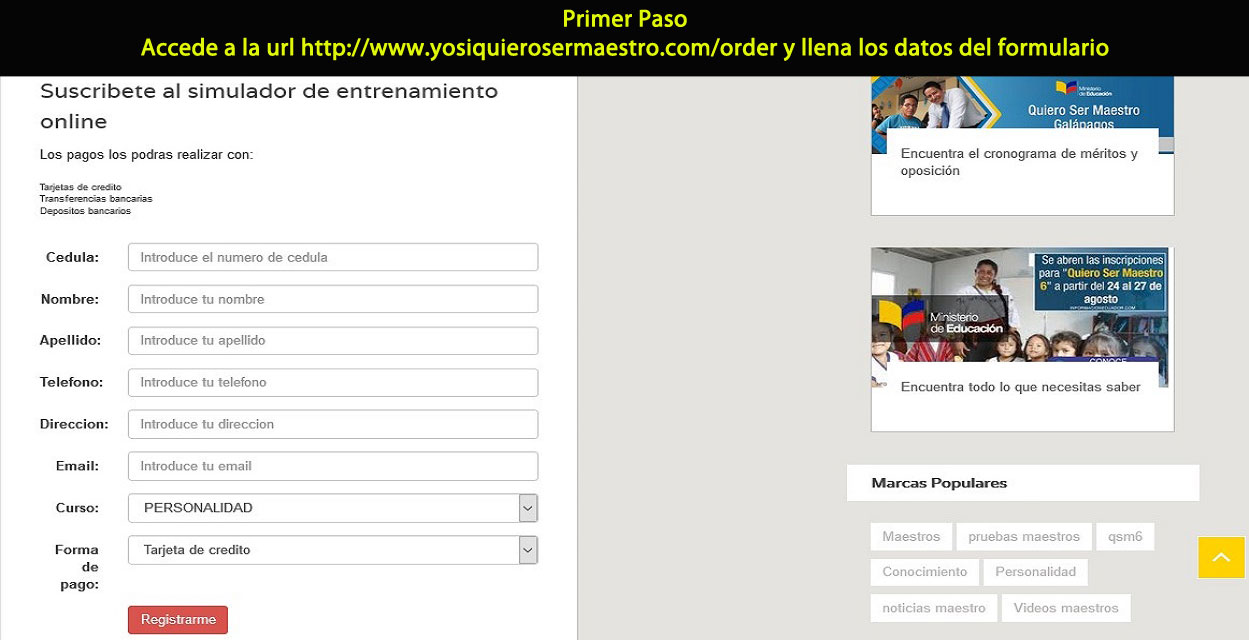 Primer Paso
Accede a la url http://www.yosiquierosermaestro.com/order y llena los datos del formulario
Suscribete al simulador de entrenamiento
online
Los pagos los podras realizar con:
Tarjetas de credito
Transferencias bancarias
Depositos bancarios
Cedula: Introduce el numero de cedula
Nombre: Introduce tu nombre
Apellido: Introduce tu apellido
Telefono: Introduce tu telefono
Direccion: Introduce tu direccion
Email: Introduce tu email
Curso: PERSONALIDAD
Forma Tarjeta de credito
de
pago:
Registrarme
Ministerio
de Educación
Quiero Ser Maestro
Galápagos
Encuentra el cronograma de méritos y
oposición
Se abren las inscripciones
para "Quiero Ser Maestro
6" a partir del 24 al 27 de
agosto
INFORMACIONECUADOR.COM
Ministerio
de Educación
CONOCE
Encuentra todo lo que necesitas saber
Marcas Populares
Maestros pruebas maestros qsm6
Conocimiento Personalidad
noticias maestro Videos maestros